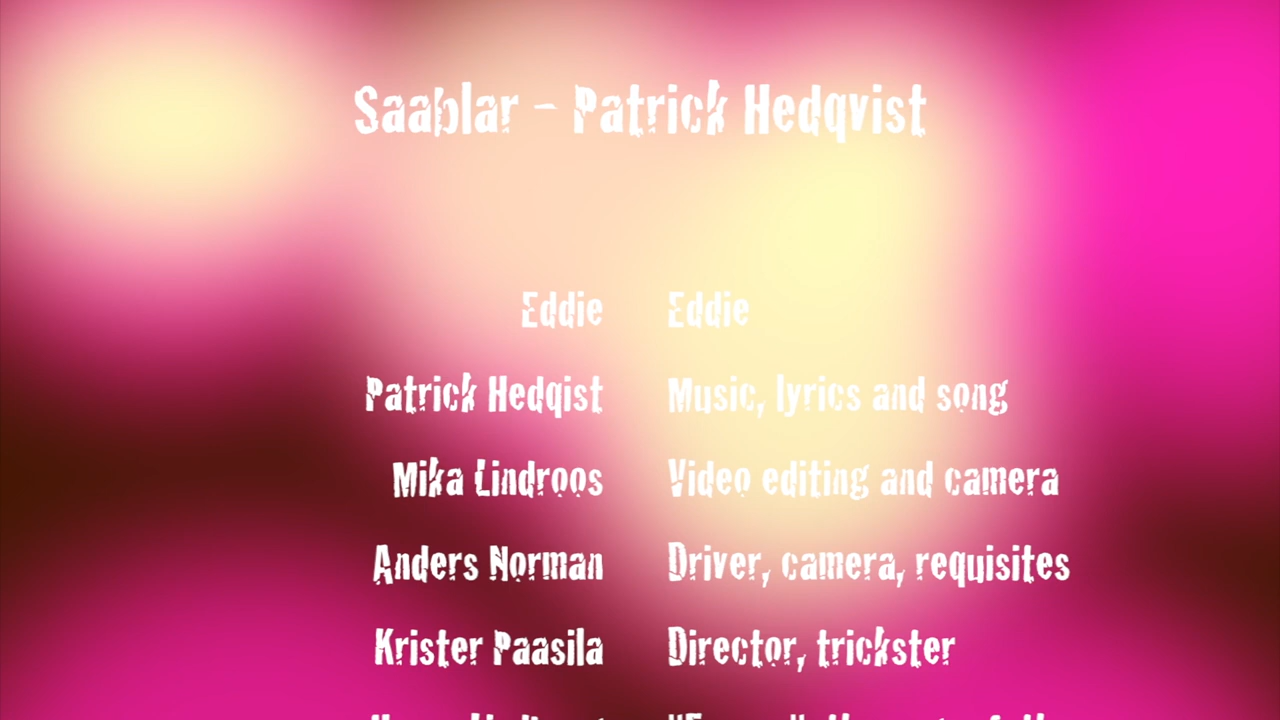 Saablar - Patrick Hedqvist
Eddie Eddie
Patrick Hedqist Music, lyrics and song
Mika Lindroos Video editing and camera
Anders Norman Driver, camera, requisites
Krister Paasila Director, trickster